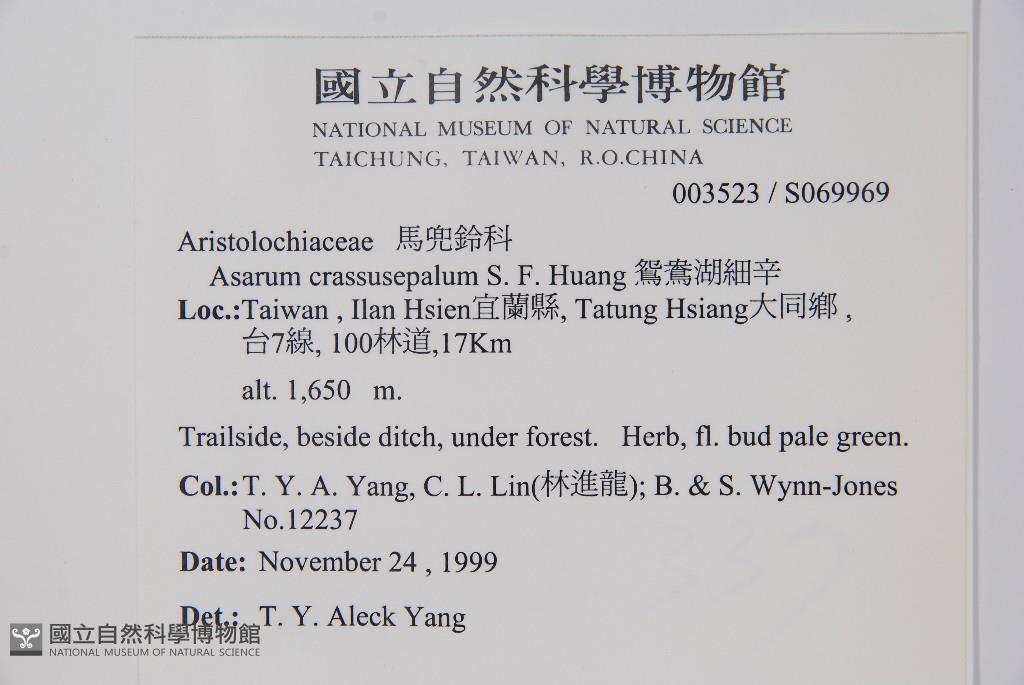 國立自然科學博物館
NATIONAL MUSEUM OF NATURAL SCIENCE
TAICHUNG, TAIWAN, R.O.CHINA
003523 / S069969
Aristolochiaceae 馬兜鈴科
Asarum crassusepalum S. F. Huang 鴛鴦湖細辛
Loc.:Taiwan , Ilan Hsien宜蘭縣, Tatung Hsiang大同鄉 ,
台7線, 100林道,17Km
alt. 1,650 m.
Trailside, beside ditch, under forest. Herb, fl. bud pale green.
Col.: T. Y. A. Yang, C. L. Lin(林進龍); B. & S. Wynn-Jones
No.12237
Date: November 24 , 1999
Det.: T. Y. Aleck Yang
國立自然科學博物館
NATIONAL MUSEUM OF NATURAL SCIENCE